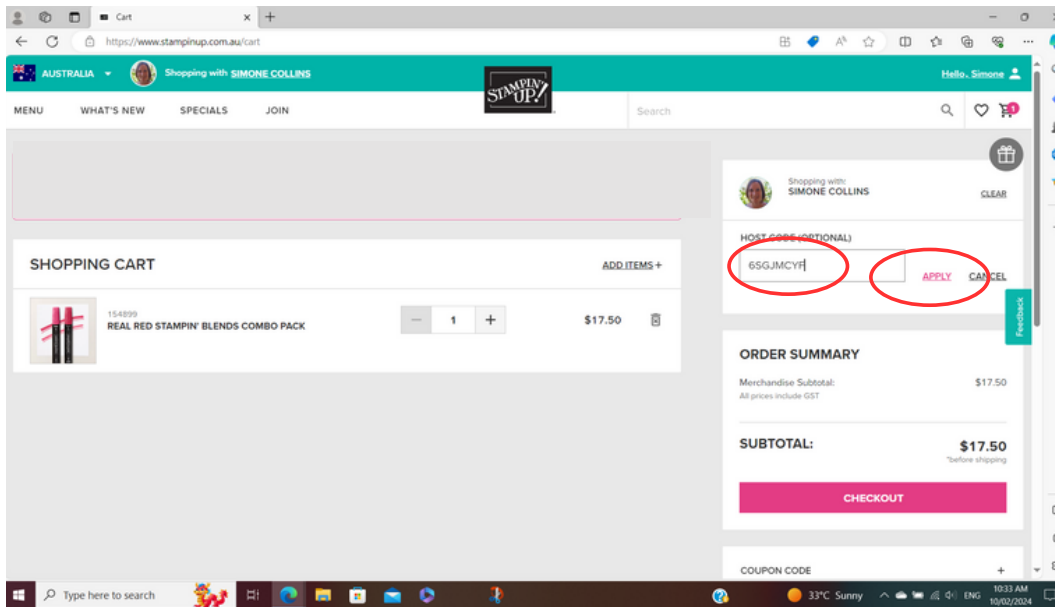 Cart
https://www.stampinup.com.au/cart
AUSTRALIA
Shopping with SIMONE COLLINS
STAMPIN' UP!
Hello, Simone
MENU WHAT'S NEW SPECIALS JOIN
Search
1
Shopping with:
SIMONE COLLINS
CLEAR
HOST CODE (OPTIONAL)
6SGJMCYF
APPLY CANCEL
SHOPPING CART
ADD ITEMS +
154899
REAL RED STAMPIN' BLENDS COMBO PACK
— 1 +
$17.50
Feedback
ORDER SUMMARY
Merchandise Subtotal: $17.50
All prices include GST
SUBTOTAL: $17.50
*before shipping
CHECKOUT
COUPON CODE +
Type here to search
33°C Sunny
ENG
10:33 AM
10/02/2024